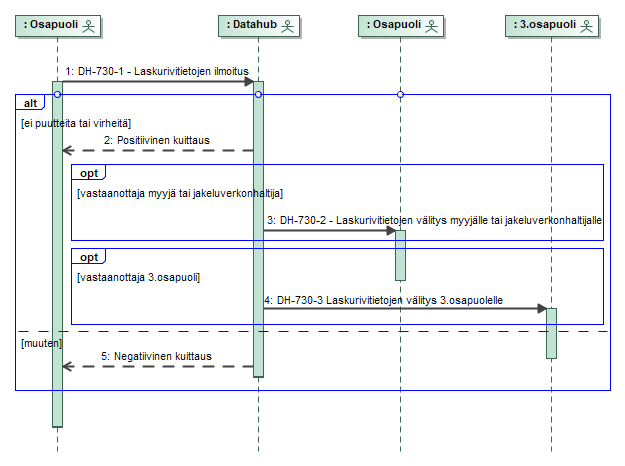 : Osapuoli
: Datahub
: Osapuoli
: 3.osapuoli
1: DH-730-1 - Laskurivitietojen ilmoitus
alt
[ei puutteita tai virheitä]
2: Positiivinen kuittaus
opt
[vastaanottaja myyjä tai jakeluverkonhaltija]
3: DH-730-2 - Laskurivitietojen välitys myyjälle tai jakeluverkonhaltijalle
opt
[vastaanottaja 3.osapuoli]
4: DH-730-3 Laskurivitietojen välitys 3.osapuolelle
[muuten]
5: Negatiivinen kuittaus